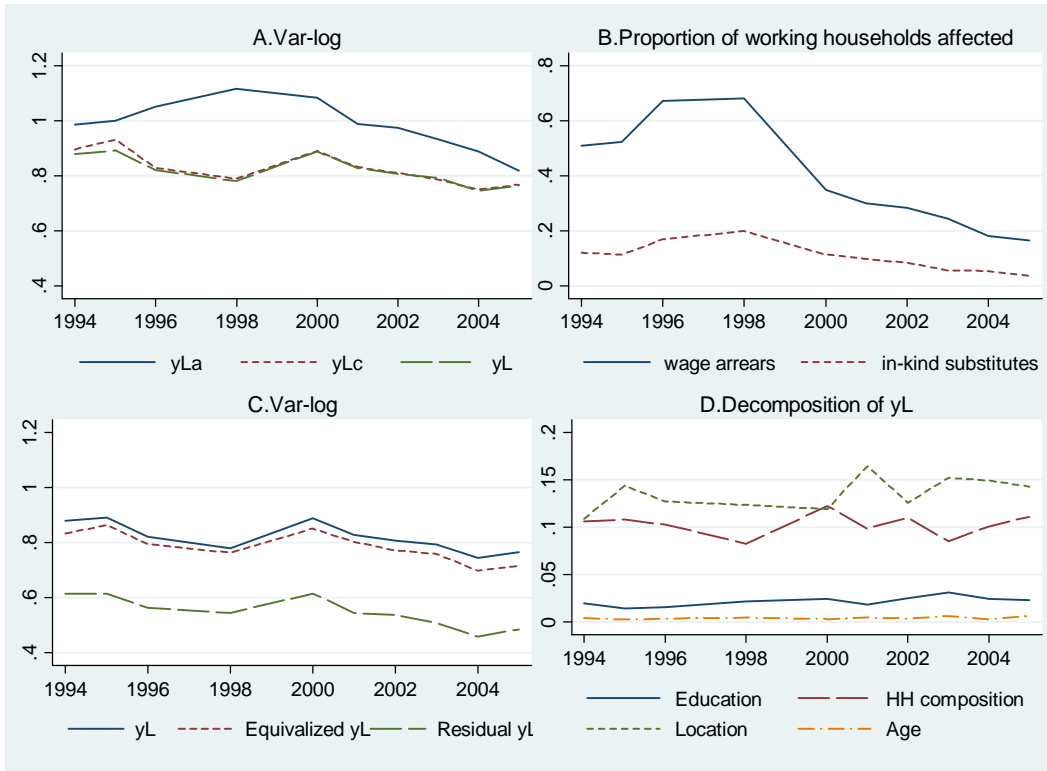 A.Var-log
1.2
1
.8
.6
.4
1994 1996 1998 2000 2002 2004
yLa yLc yL
B.Proportion of working households affected
.8
.6
.4
.2
0
1994 1996 1998 2000 2002 2004
wage arrears in-kind substitutes
C.Var-log
1.2
1
.8
.6
.4
1994 1996 1998 2000 2002 2004
yL Equivalized yL Residual yL
D.Decomposition of yL
.2
.15
.1
.05
0
1994 1996 1998 2000 2002 2004
Education HH composition
Location Age